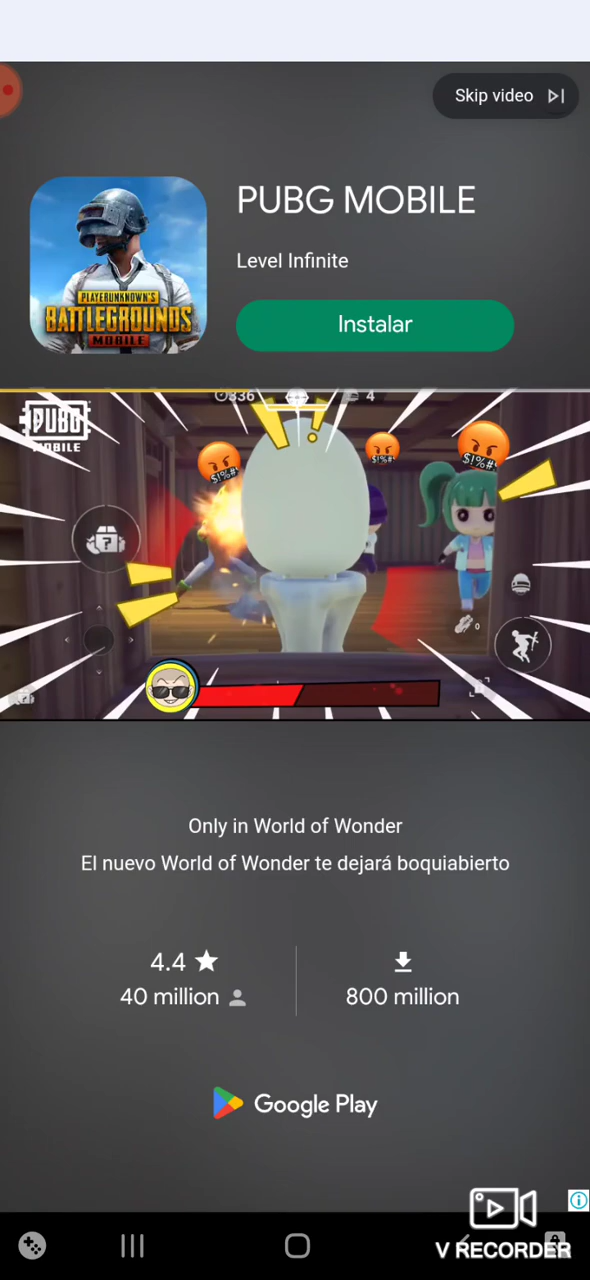 Skip video
PUBG MOBILE
Level Infinite
Instalar
PLAYERUNKNOWN'S
BATTLEGROUNDS
MOBILE
336
4
PUBG
MOBILE
$!%#
$!%#
$!%#
?
0
Only in World of Wonder
El nuevo World of Wonder te dejará boquiabierto
4.4
40 million
800 million
Google Play
V RECORDER